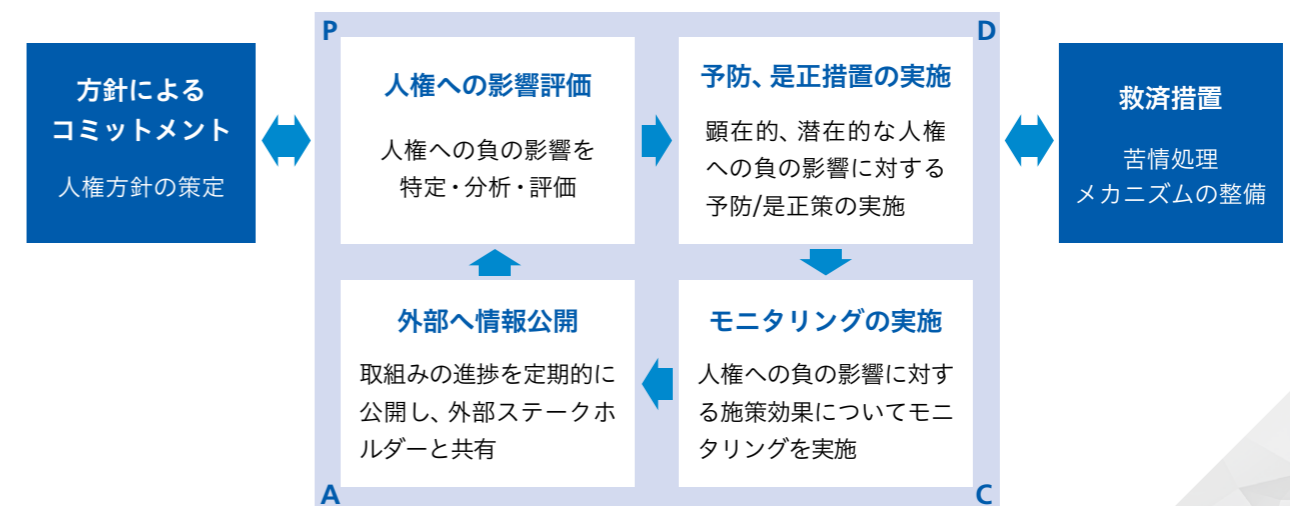 方針による
コミットメント
人権方針の策定
P
人権への影響評価
人権への負の影響を
特定・分析・評価
D
予防、是正措置の実施
顕在的、潜在的な人権
への負の影響に対する
予防/是正策の実施
救済措置
苦情処理
メカニズムの整備
外部へ情報公開
取組みの進捗を定期的に
公開し、外部ステークホ
ルダーと共有
A
モニタリングの実施
人権への負の影響に対す
る施策効果についてモニ
タリングを実施
C